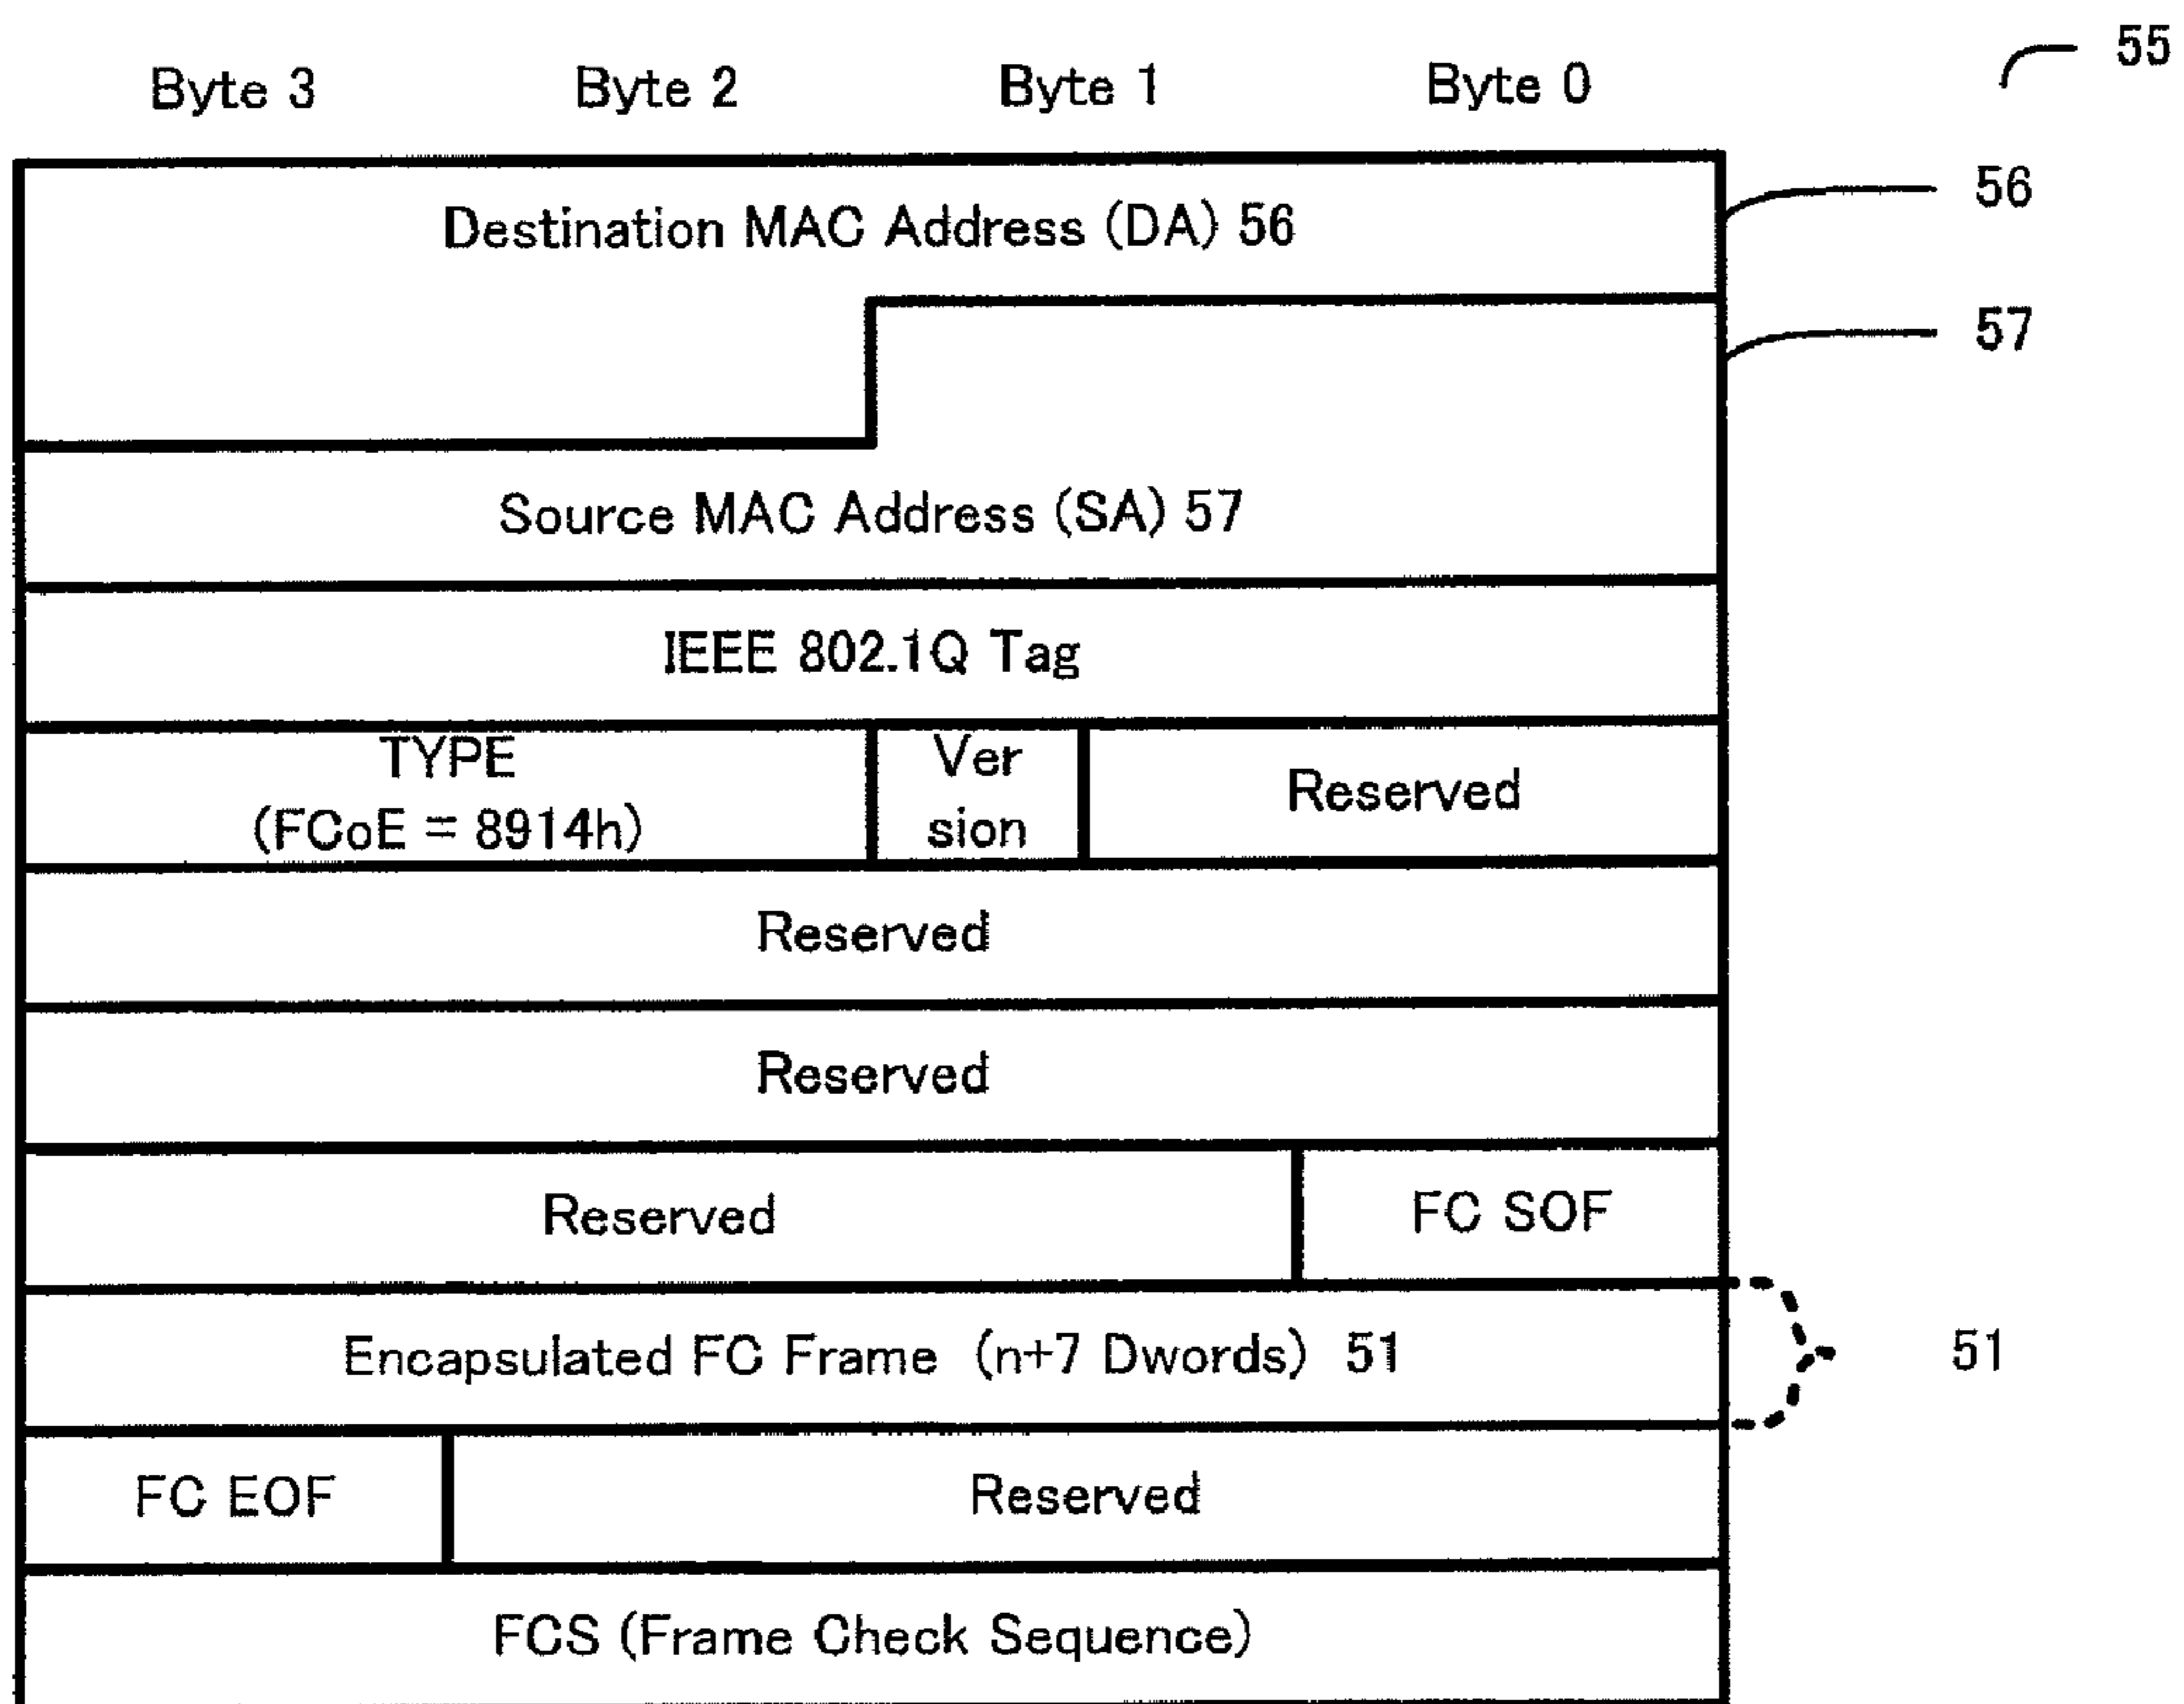 55
Byte 3 Byte 2 Byte 1 Byte 0
Destination MAC Address (DA) 56
56
57
Source MAC Address (SA) 57
IEEE 802.1Q Tag
TYPE
(FCoE = 8914h)
Ver
sion
Reserved
Reserved
Reserved
Reserved
FC SOF
Encapsulated FC Frame (n+7 Dwords) 51
51
FC EOF
Reserved
FCS (Frame Check Sequence)